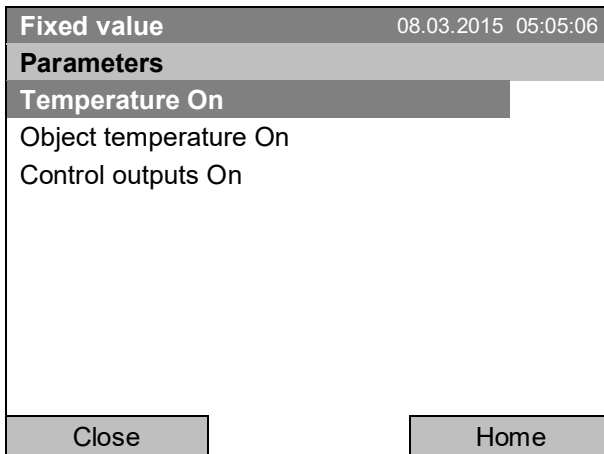 Fixed value 08.03.2015 05:05:06
Parameters
Temperature On
Object temperature On
Control outputs On
Close Home